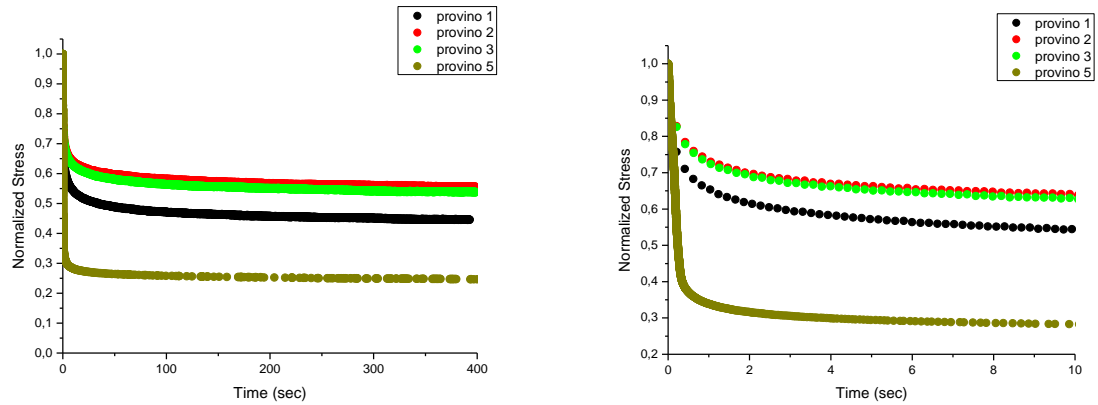 provino 1
provino 2
provino 3
provino 5
1,0
0,9
0,8
0,7
0,6
0,5
0,4
0,3
0,2
0,1
0,0
Normalized Stress
0
100
200
300
400
Time (sec)
provino 1
provino 2
provino 3
provino 5
1,0
0,9
0,8
0,7
0,6
0,5
0,4
0,3
0,2
Normalized Stress
0
2
4
6
8
10
Time (sec)